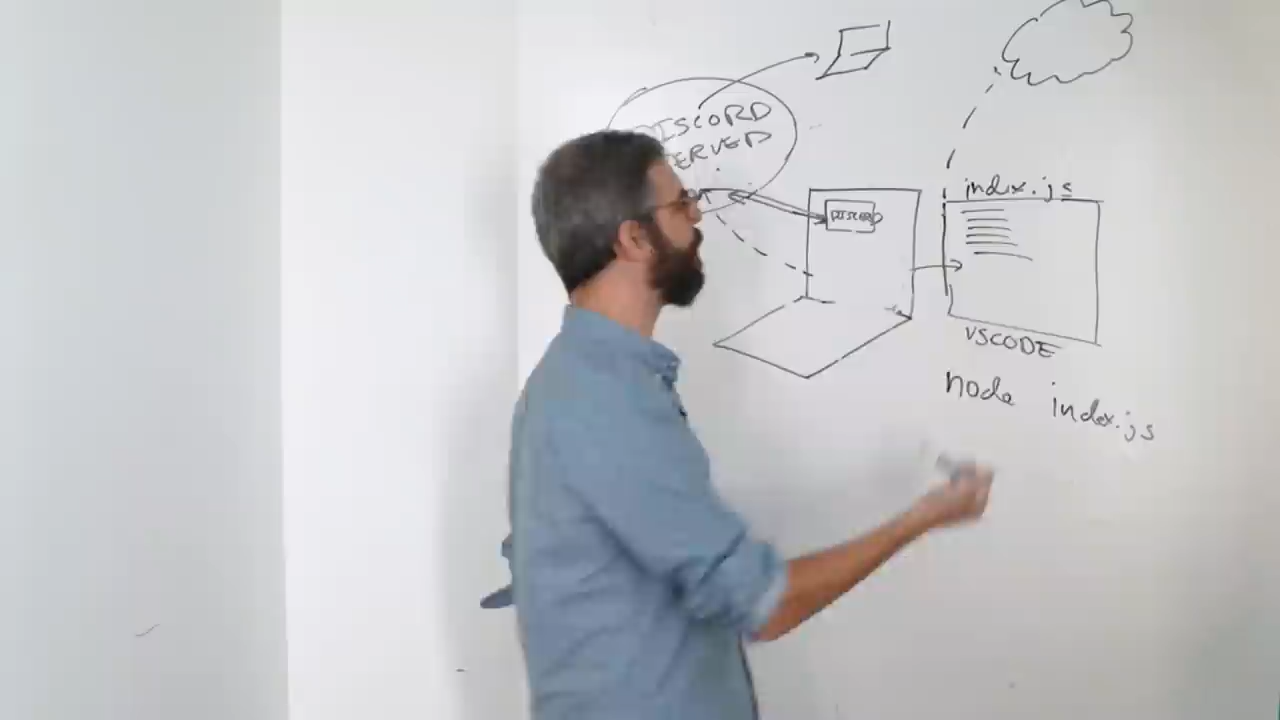 DISCORD
SERVER
DISCORD
index.js
VSCODE
node index.js